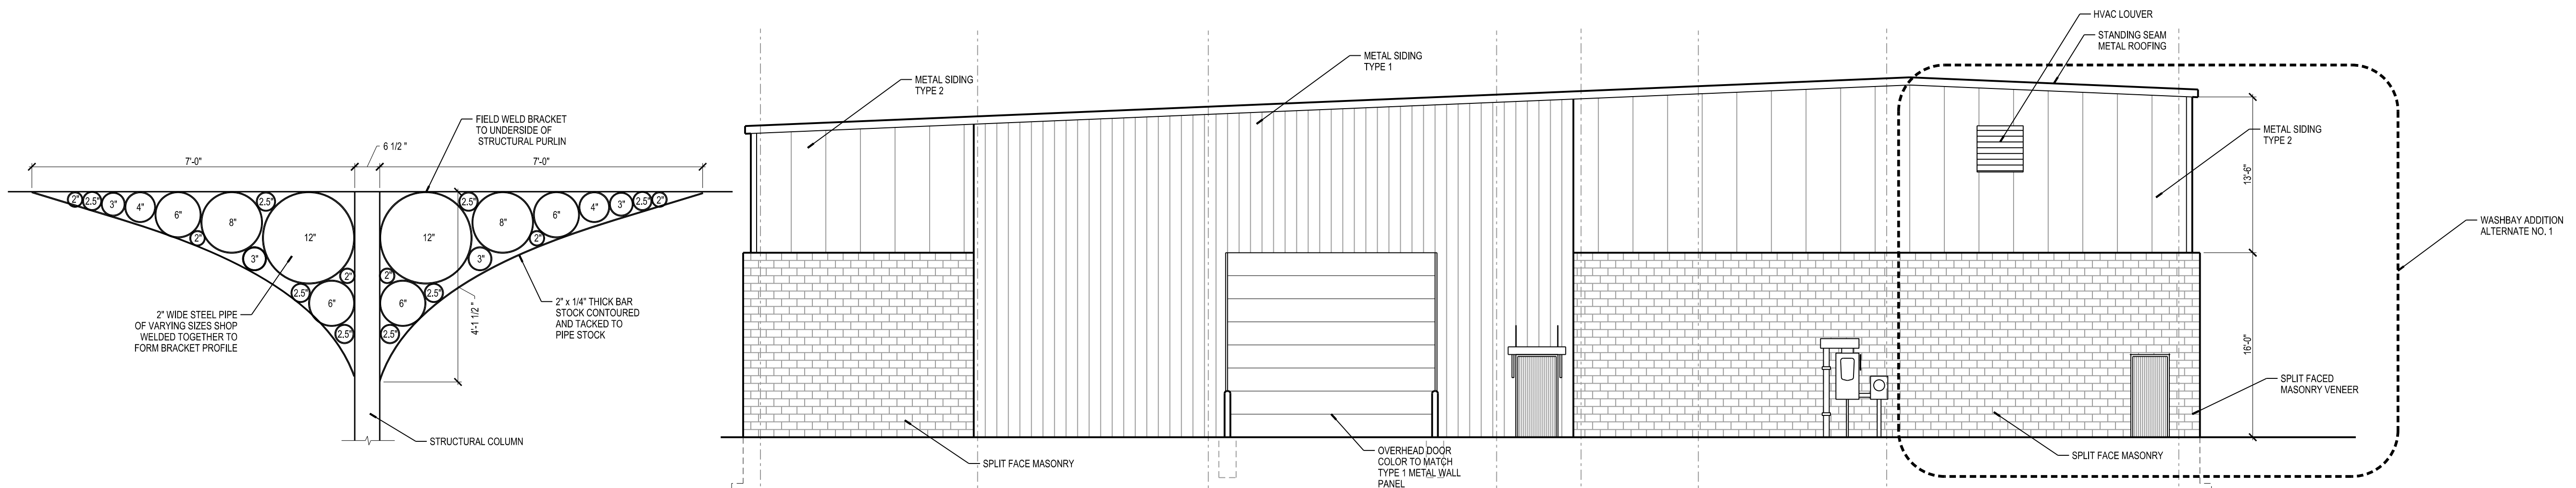 FIELD WELD BRACKET
TO UNDERSIDE OF
STRUCTURAL PURLIN
7'-0"
6 1/2 "
7'-0"
2"
2.5"
3"
4"
6"
8"
2.5"
12"
12"
2.5"
8"
6"
4"
3"
2.5"
2"
2"
3"
2"
3"
2"
2"
2.5"
6"
6"
2.5"
2.5"
2.5"
4'-1 1/2 "
2" WIDE STEEL PIPE
OF VARYING SIZES SHOP
WELDED TOGETHER TO
FORM BRACKET PROFILE
2" x 1/4" THICK BAR
STOCK CONTOURED
AND TACKED TO
PIPE STOCK
STRUCTURAL COLUMN
METAL SIDING
TYPE 2
METAL SIDING
TYPE 1
HVAC LOUVER
STANDING SEAM
METAL ROOFING
METAL SIDING
TYPE 2
13'-6"
WASHBAY ADDITION
ALTERNATE NO. 1
16'-0"
SPLIT FACED
MASONRY VENEER
SPLIT FACE MASONRY
OVERHEAD DOOR
COLOR TO MATCH
TYPE 1 METAL WALL
PANEL
SPLIT FACE MASONRY